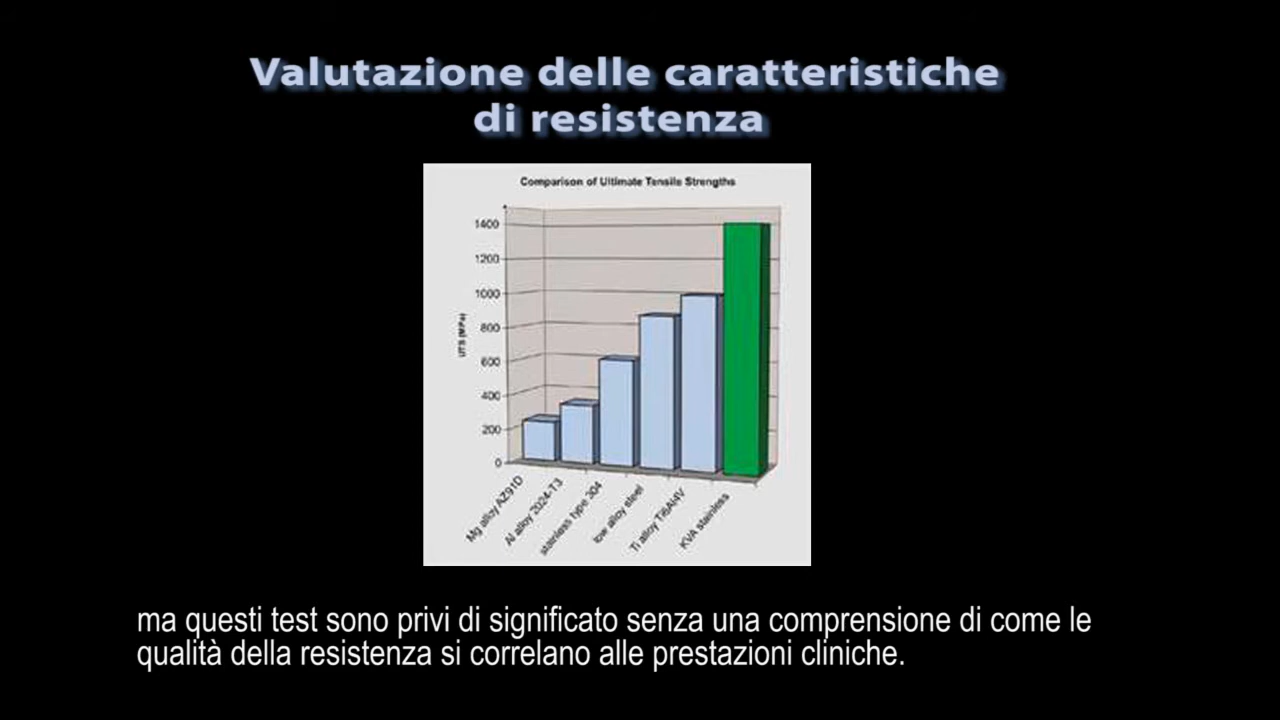 Valutazione delle caratteristiche
di resistenza
Comparison of Ultimate Tensile Strengths
1400
1200
1000
800
600
400
200
0
UTS (MPa)
Mg alloy AZ91D
Al alloy 2024-T3
stainless type 304
low alloy steel
Ti alloy Ti6Al4V
KVA stainless
ma questi test sono privi di significato senza una comprensione di come le
qualità della resistenza si correlano alle prestazioni cliniche.